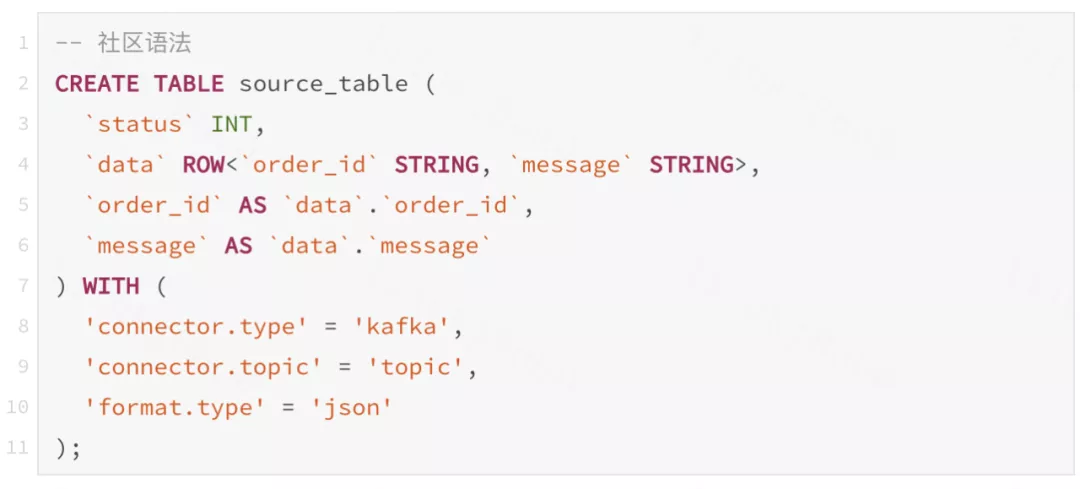 1 -- 社区语法
2 CREATE TABLE source_table (
3   `status` INT,
4   `data` ROW<`order_id` STRING, `message` STRING>,
5   `order_id` AS `data`.`order_id`,
6   `message` AS `data`.`message`
7 ) WITH (
8   'connector.type' = 'kafka',
9   'connector.topic' = 'topic',
10   'format.type' = 'json'
11 );